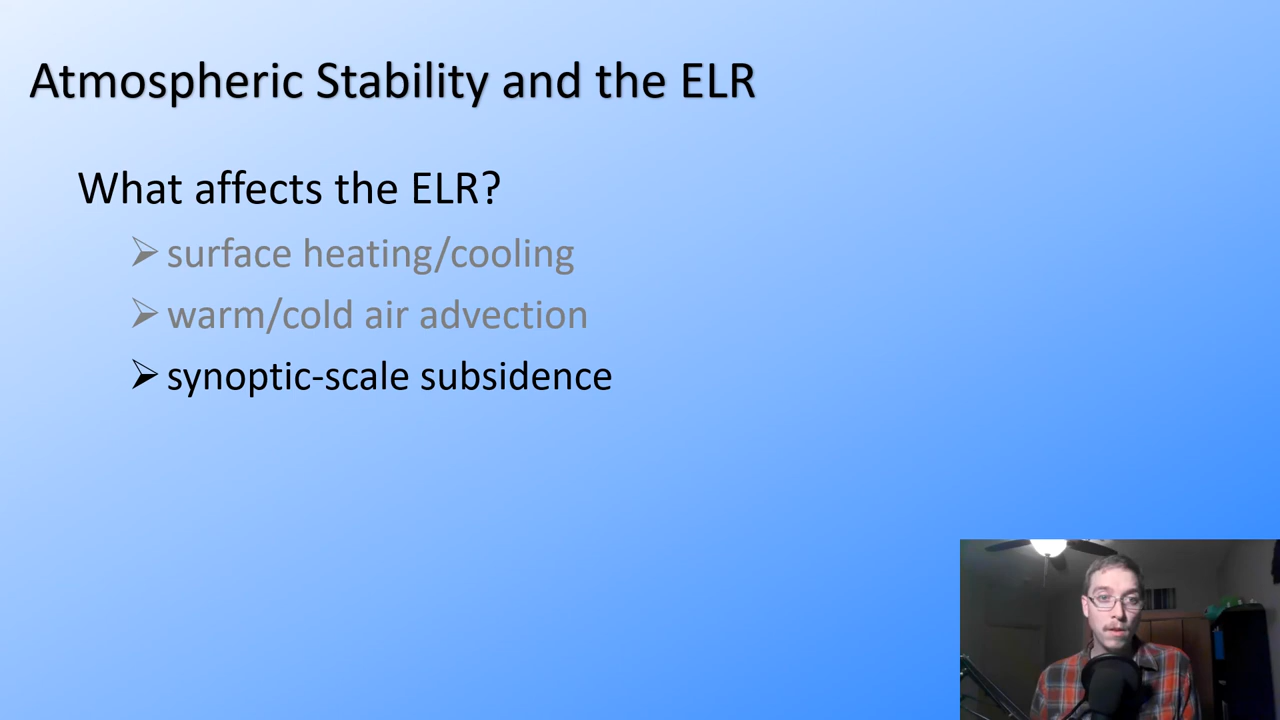 Atmospheric Stability and the ELR
What affects the ELR?
surface heating/cooling
warm/cold air advection
synoptic-scale subsidence